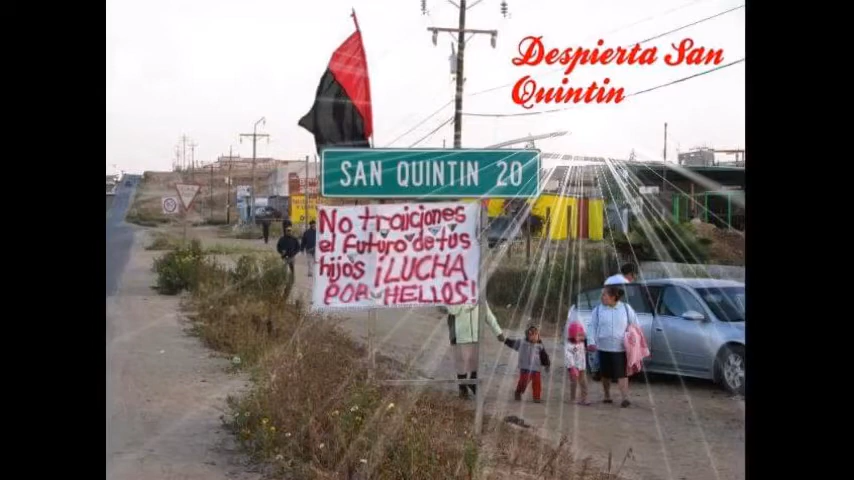 Despierta San
Quintin
SAN QUINTIN 20
No traiciones
el futuro de tus
hijos ¡LUCHA
POR HELLOS!